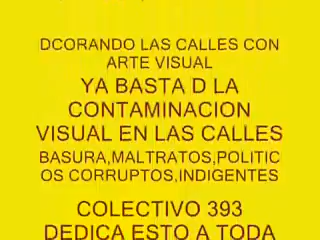 DCORANDO LAS CALLES CON
ARTE VISUAL
YA BASTA D LA
CONTAMINACION
VISUAL EN LAS CALLES
BASURA,MALTRATOS,POLITIC
OS CORRUPTOS,INDIGENTES
COLECTIVO 393
DEDICA ESTO A TODA